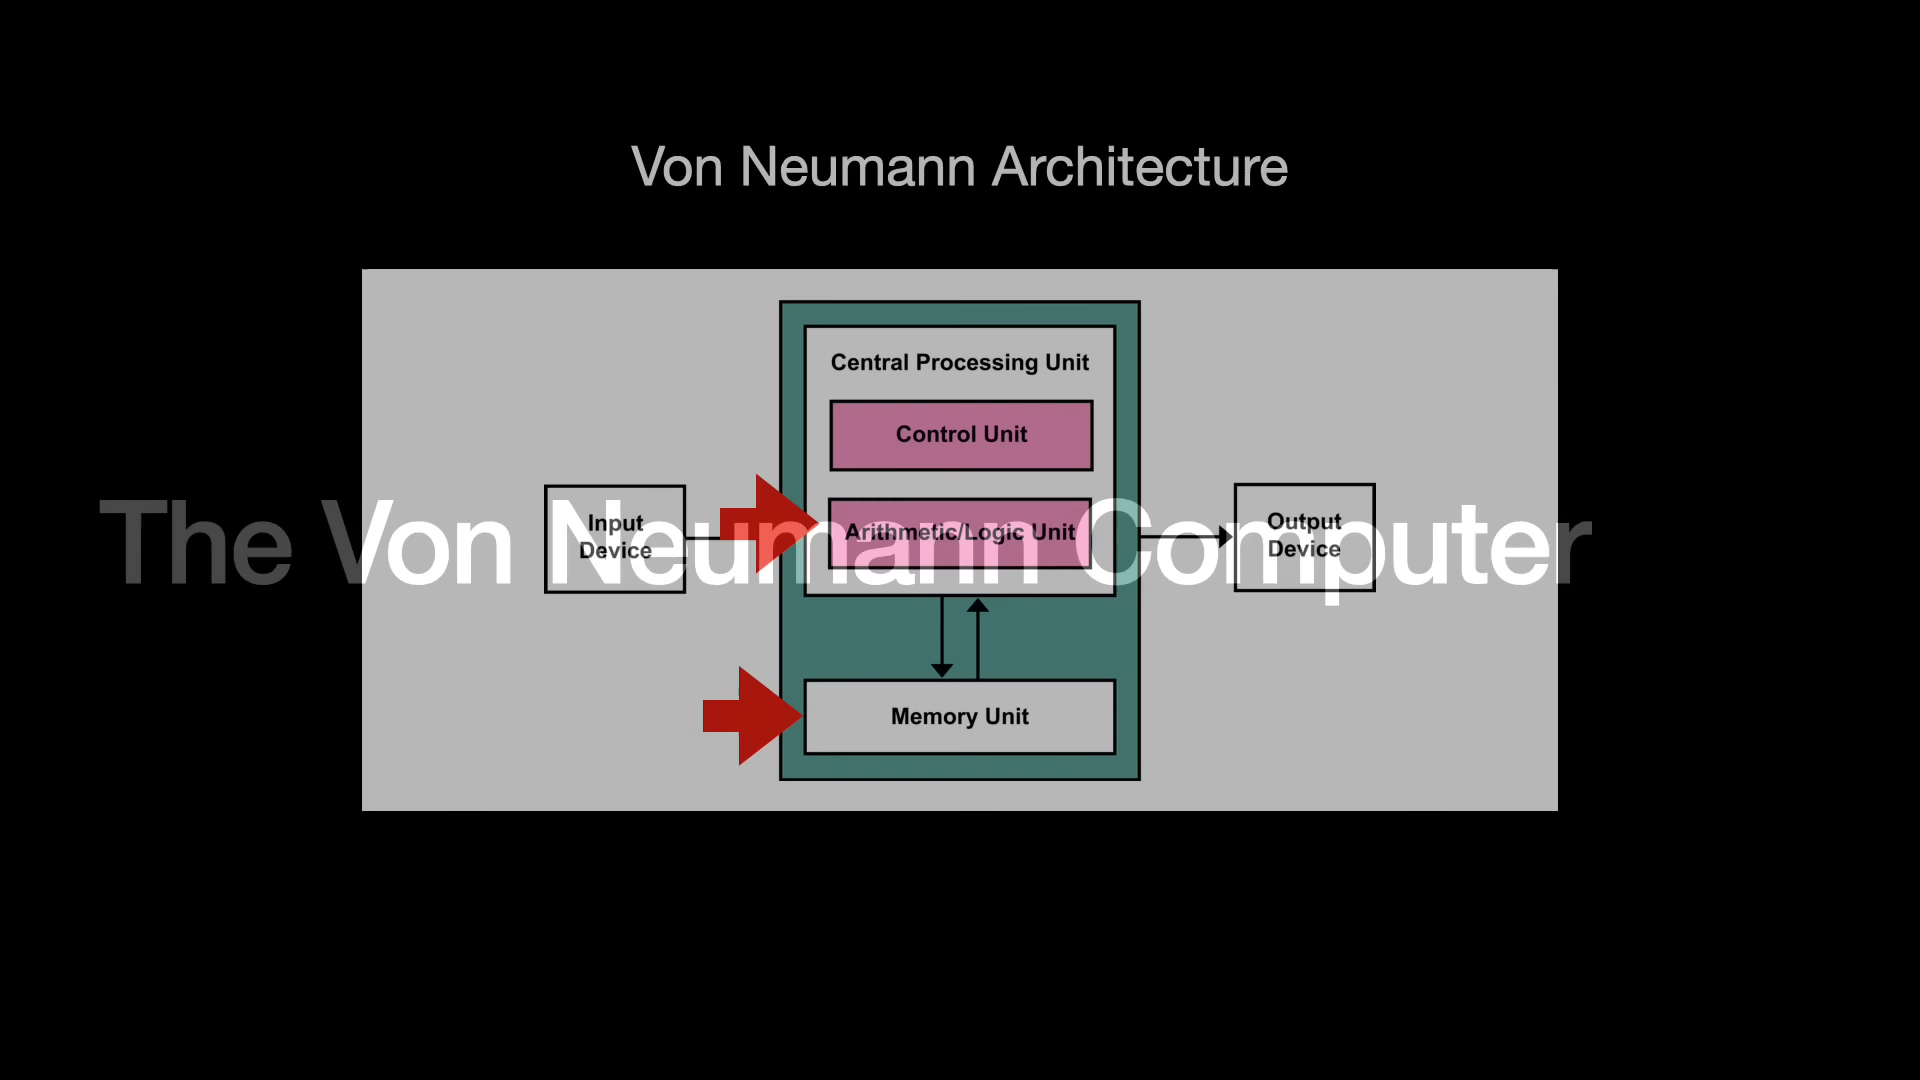 Von Neumann Architecture
Central Processing Unit
Control Unit
The Von Neumann Computer
Input
Device
Arithmetic/Logic Unit
Output
Device
Memory Unit